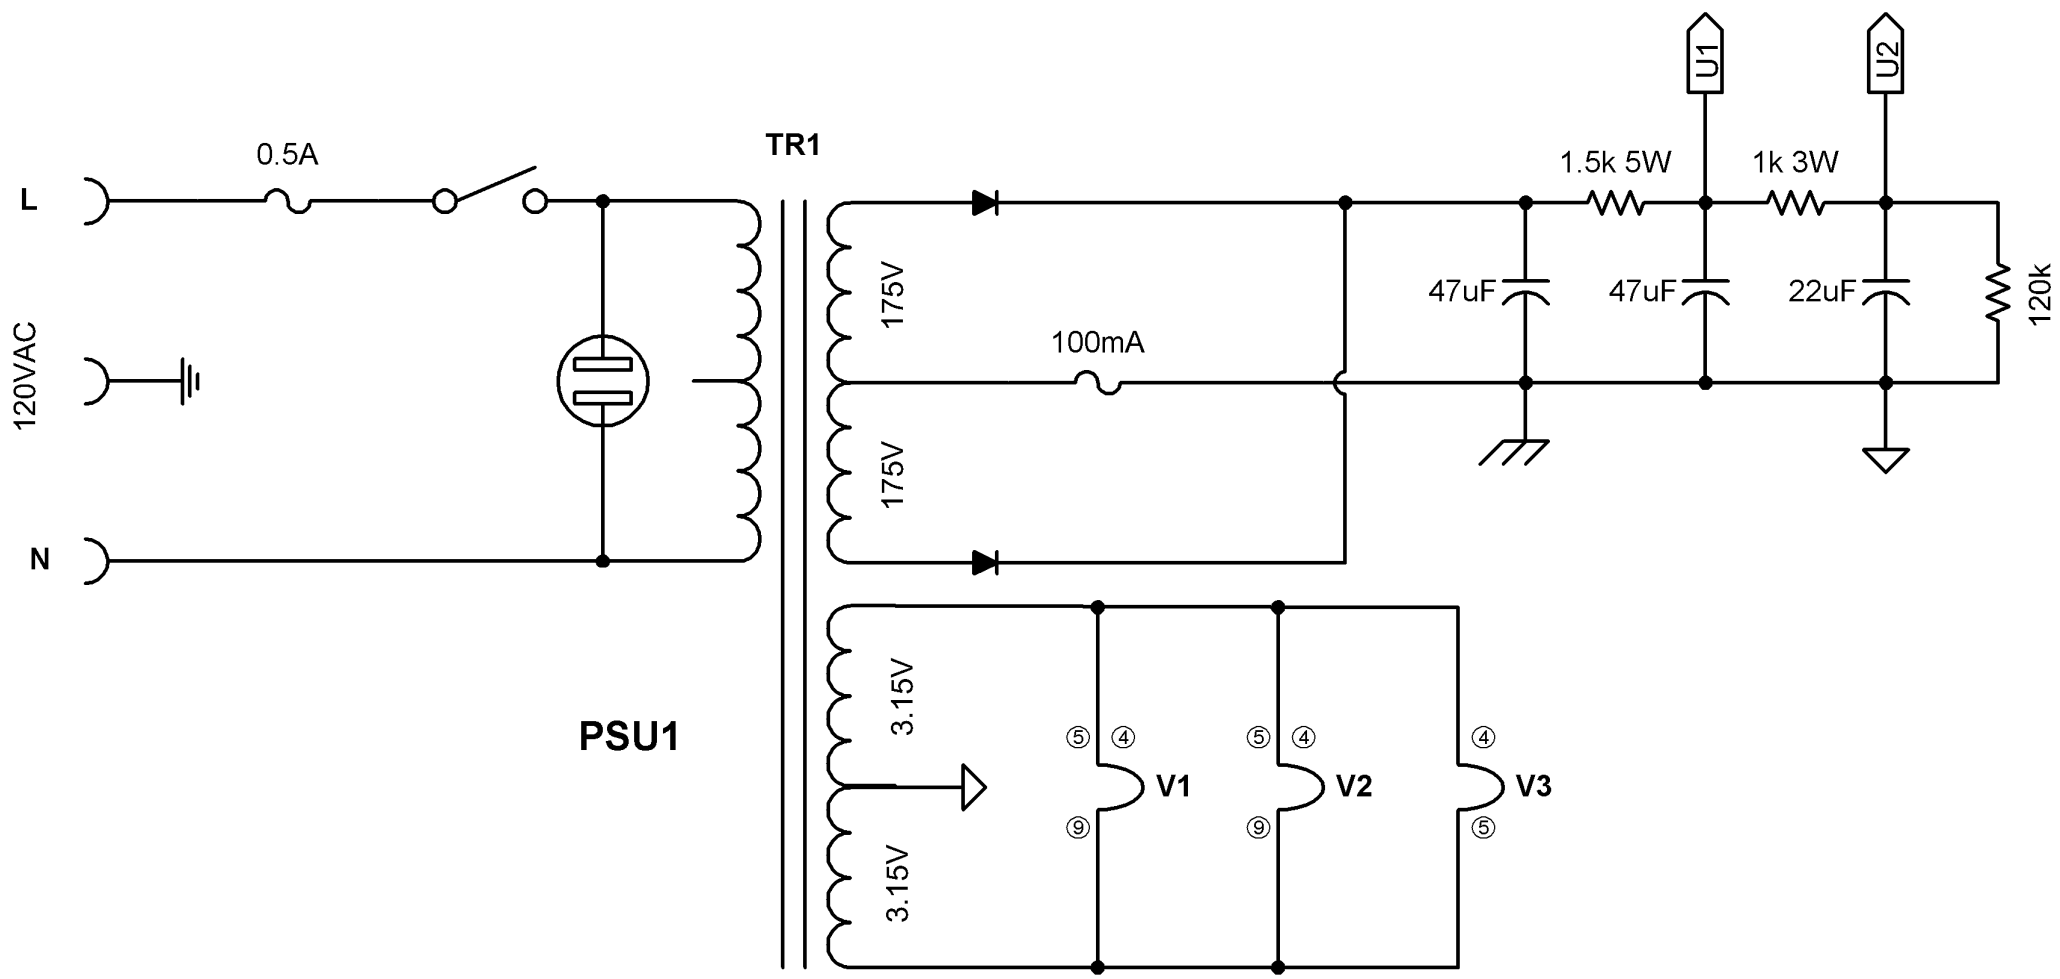 U1
U2
TR1
0.5A
1.5k 5W
1k 3W
L
175V
47uF
47uF
22uF
120k
100mA
120VAC
175V
N
3.15V
PSU1
5
4
5
4
4
V1
V2
V3
9
9
5
3.15V